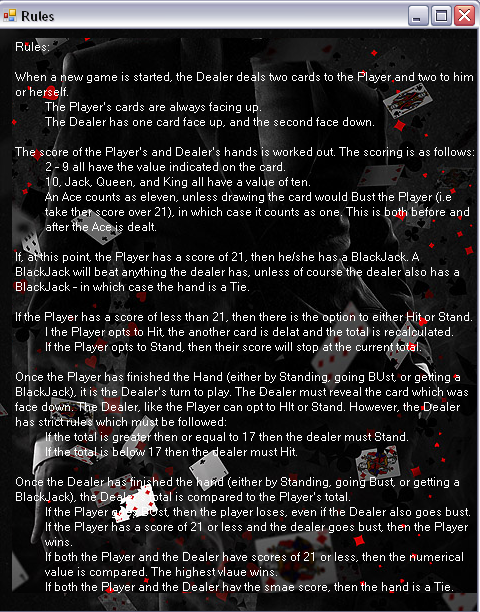 Rules
Rules:
When a new game is started, the Dealer deals two cards to the Player and two to him
or herself.
The Player's cards are always facing up.
The Dealer has one card face up, and the second face down.
The score of the Player's and Dealer's hands is worked out. The scoring is as follows:
2 - 9 all have the value indicated on the card.
10, Jack, Queen, and King all have a value of ten.
An Ace counts as eleven, unless drawing the card would Bust the Player (i.e
take ther score over 21), in which case it counts as one. This is both before and
after the Ace is dealt.
If, at this point, the Player has a score of 21, then he/she has a BlackJack. A
BlackJack will beat anything the dealer has, unless of course the dealer also has a
BlackJack - in which case the hand is a Tie.
If the Player has a score of less than 21, then there is the option to either Hit or Stand.
I the Player opts to Hit, the another card is delat and the total is recalculated.
If the Player opts to Stand, then their score will stop at the current total.
Once the Player has finished the Hand (either by Standing, going BUst, or getting a
BlackJack), it is the Dealer's turn to play. The Dealer must reveal the card which was
face down. The Dealer, like the Player can opt to HIt or Stand. However, the Dealer
has strict rules which must be followed:
If the total is greater then or equal to 17 then the dealer must Stand.
If the total is below 17 then the dealer must Hit.
Once the Dealer has finished the hand (either by Standing, going Bust, or getting a
BlackJack), the Dealer's total is compared to the Player's total.
If the Player goes BUst, then the player loses, even if the Dealer also goes bust.
If the Player has a score of 21 or less and the dealer goes bust, then the Player
wins.
If both the Player and the Dealer have scores of 21 or less, then the numerical
value is compared. The highest vlaue wins.
If both the Player and the Dealer hav the smae score, then the hand is a Tie.